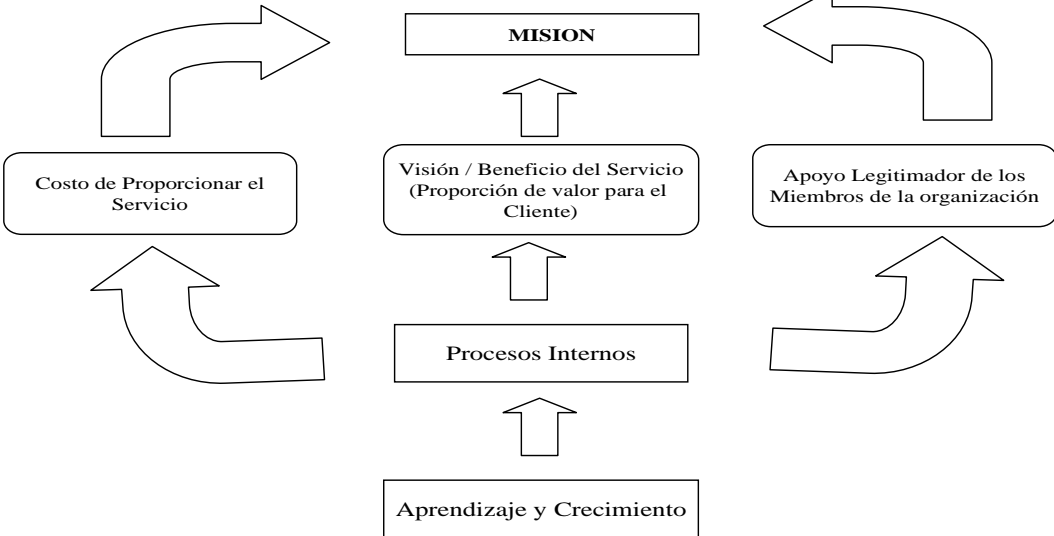 MISION
Costo de Proporcionar el
Servicio
Visión / Beneficio del Servicio
(Proporción de valor para el
Cliente)
Apoyo Legitimador de los
Miembros de la organización
Procesos Internos
Aprendizaje y Crecimiento